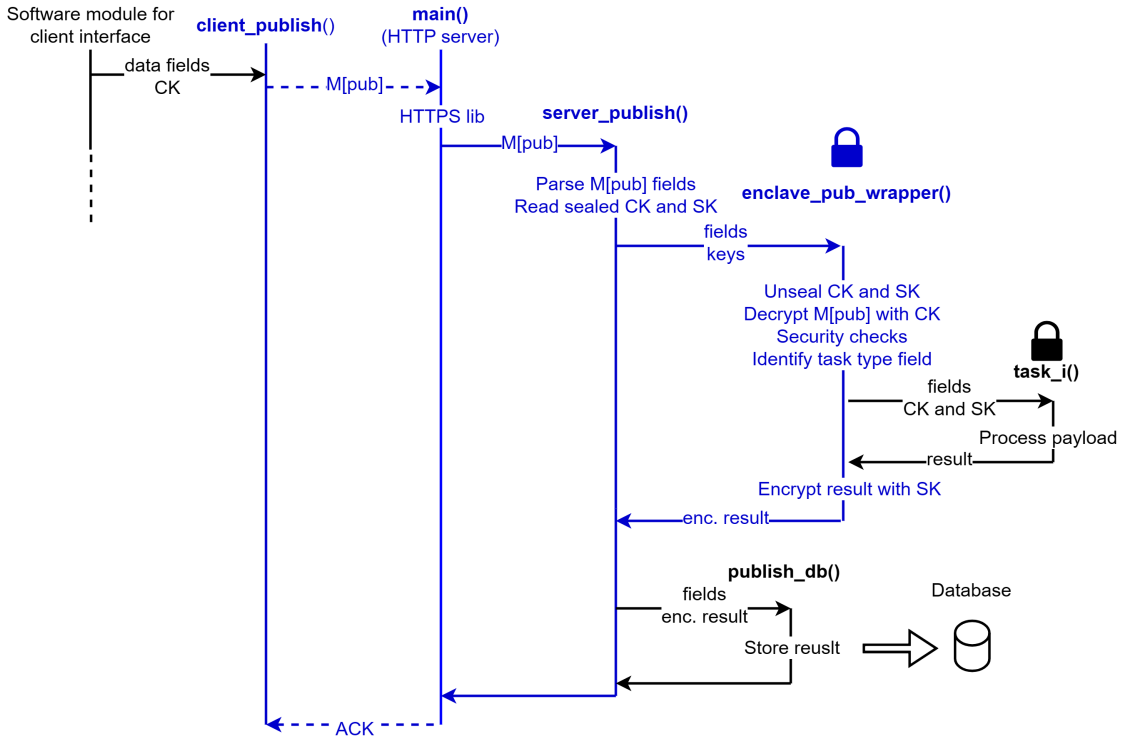 Software module for
client interface
client_publish()
main()
(HTTP server)
data fields
CK
M[pub]
HTTPS lib
server_publish()
M[pub]
Parse M[pub] fields
Read sealed CK and SK
enclave_pub_wrapper()
fields
keys
Unseal CK and SK
Decrypt M[pub] with CK
Security checks
Identify task type field
task_i()
fields
CK and SK
Process payload
result
Encrypt result with SK
enc. result
publish_db()
Database
fields
enc. result
Store reuslt
ACK